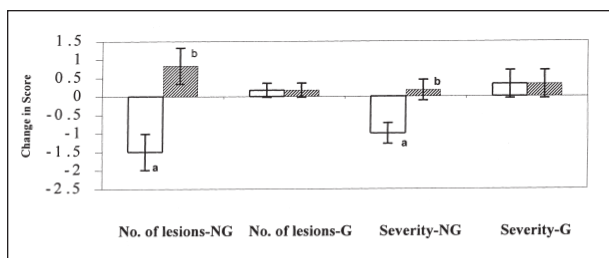 Change in Score
1.5
1
0.5
0
-0.5
-1
-1.5
-2
-2.5
a
b
a
b
No. of lesions-NG
No. of lesions-G
Severity-NG
Severity-G